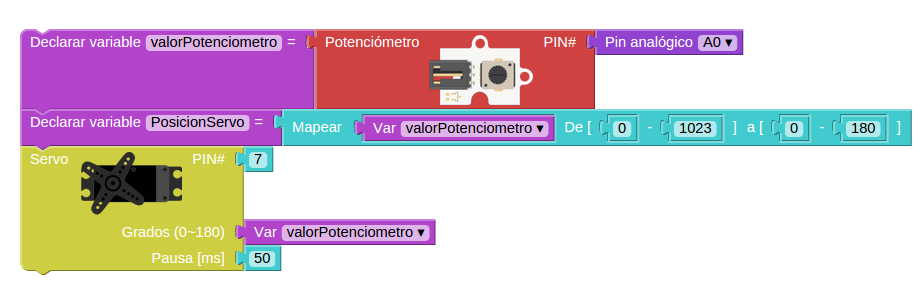 Declarar variable valorPotenciometro = Potenciómetro PIN# Pin analógico A0 ▾
Declarar variable PosicionServo = Mapear Var valorPotenciometro ▾ De [ 0 - 1023 ] a [ 0 - 180 ]
Servo PIN# 7
Grados (0~180) Var valorPotenciometro ▾
Pausa [ms] 50